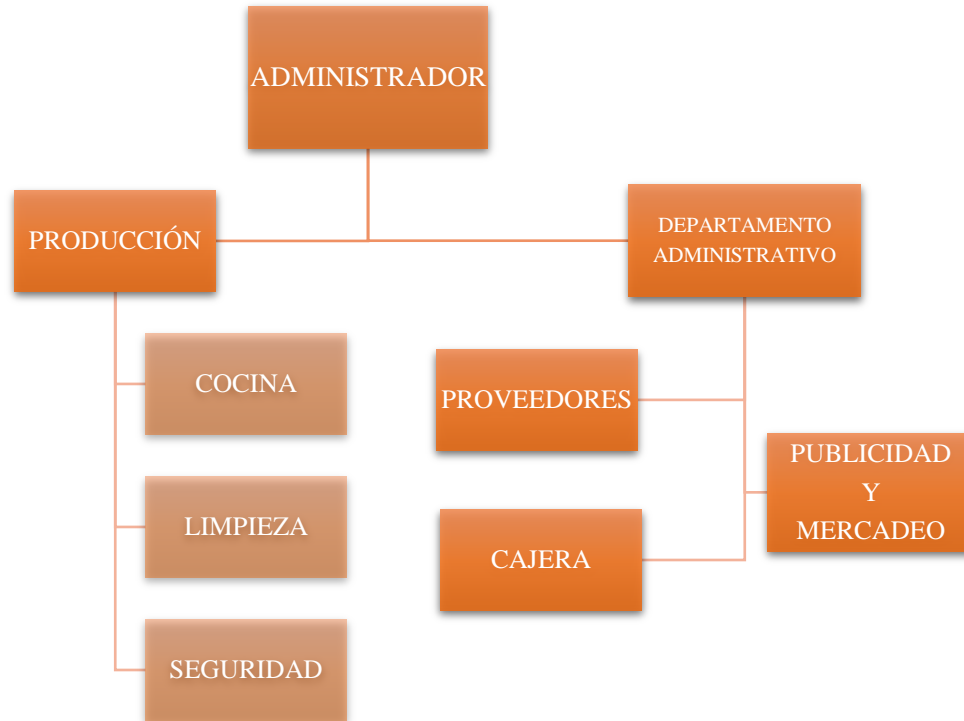 ADMINISTRADOR
PRODUCCIÓN
DEPARTAMENTO
ADMINISTRATIVO
COCINA
LIMPIEZA
SEGURIDAD
PROVEEDORES
PUBLICIDAD
Y
MERCADEO
CAJERA